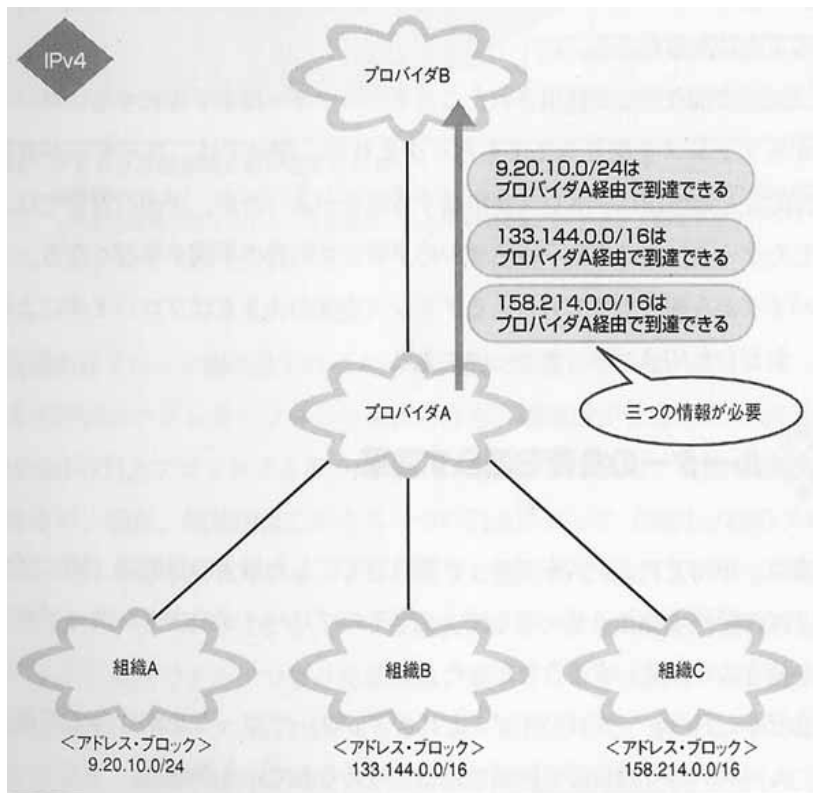 IPv4
プロバイダB
9.20.10.0/24は
プロバイダA経由で到達できる
133.144.0.0/16は
プロバイダA経由で到達できる
158.214.0.0/16は
プロバイダA経由で到達できる
プロバイダA
三つの情報が必要
組織A
組織B
組織C
<アドレス・ブロック>
9.20.10.0/24
<アドレス・ブロック>
133.144.0.0/16
<アドレス・ブロック>
158.214.0.0/16